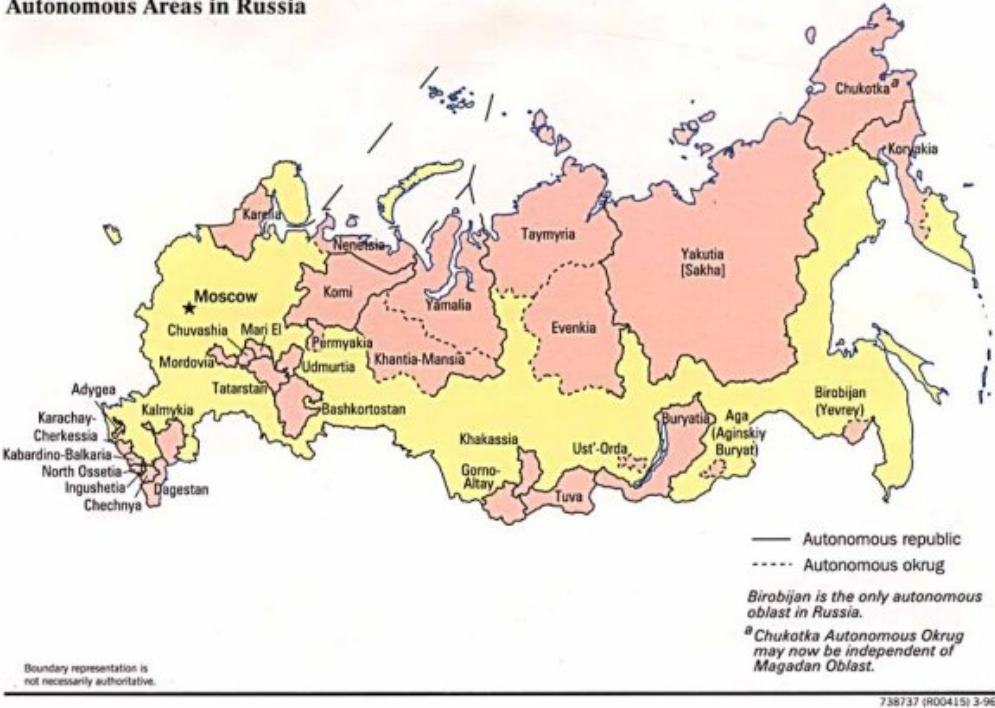 Autonomous Areas in Russia
Chukotka a
Koryakia
Karelia
Nenetsia
Taymyria
Yakutia
[Sakha]
Komi
Yamalia
Moscow
Evenkia
Chuvashia
Mari El
Permyakia
Mordovia
Khantia-Mansia
Udmurtia
Tatarstan
Adygea
Kalmykia
Bashkortostan
Birobijan
(Yevrey)
Karachay-
Cherkessia
Buryatia
Aga
(Aginskiy
Buryat)
Khakassia
Ust'-Orda
Kabardino-Balkaria
North Ossetia
Gorno-
Altay
Ingushetia
Dagestan
Tuva
Chechnya
Autonomous republic
Autonomous okrug
Birobijan is the only autonomous
oblast in Russia.
a Chukotka Autonomous Okrug
may now be independent of
Magadan Oblast.
Boundary representation is
not necessarily authoritative.
738737 (R00415) 3-96